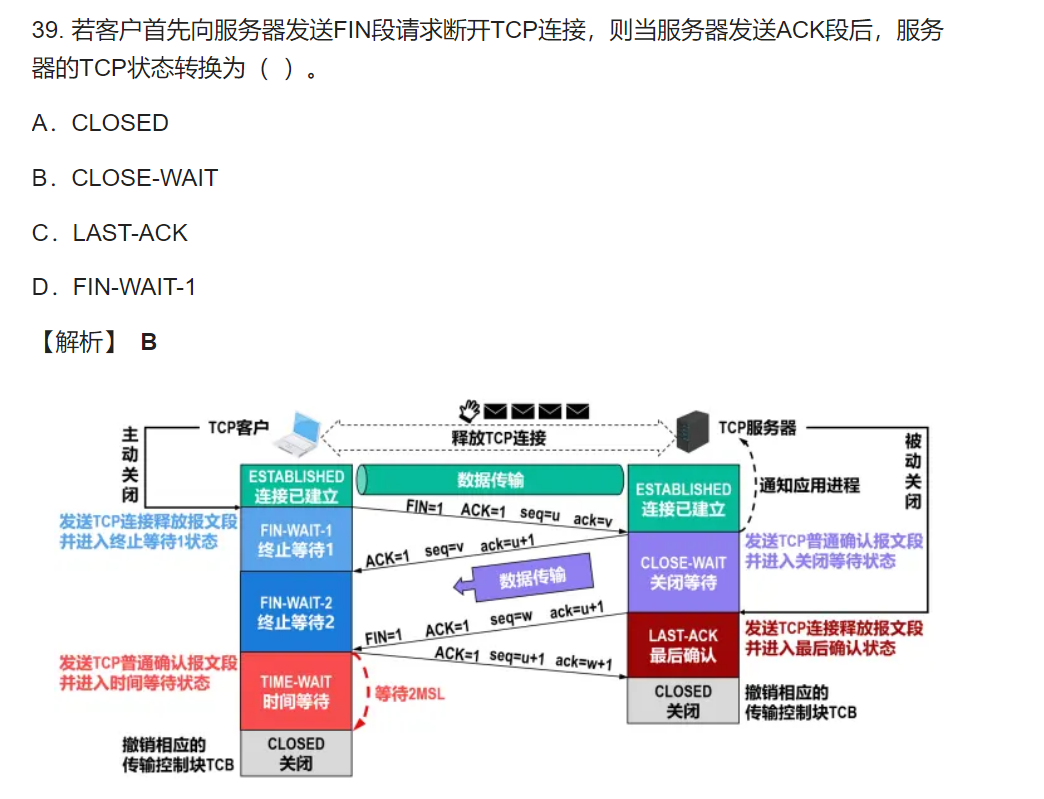 39. 若客户首先向服务器发送FIN段请求断开TCP连接，则当服务器发送ACK段后，服务
器的TCP状态转换为（ ）。
A．CLOSED
B．CLOSE-WAIT
C．LAST-ACK
D．FIN-WAIT-1
【解析】 B
主动关闭
TCP客户
释放TCP连接
TCP服务器
被动关闭
ESTABLISHED
连接已建立
数据传输
ESTABLISHED
连接已建立
通知应用进程
发送TCP连接释放报文段
并进入终止等待1状态
FIN-WAIT-1
终止等待1
FIN=1 ACK=1 seq=u ack=v
ACK=1 seq=v ack=u+1
CLOSE-WAIT
关闭等待
发送TCP普通确认报文段
并进入关闭等待状态
数据传输
FIN-WAIT-2
终止等待2
FIN=1 ACK=1 seq=w ack=u+1
LAST-ACK
最后确认
发送TCP连接释放报文段
并进入最后确认状态
ACK=1 seq=u+1 ack=w+1
发送TCP普通确认报文段
并进入时间等待状态
TIME-WAIT
时间等待
等待2MSL
CLOSED
关闭
撤销相应的
传输控制块TCB
撤销相应的
传输控制块TCB
CLOSED
关闭